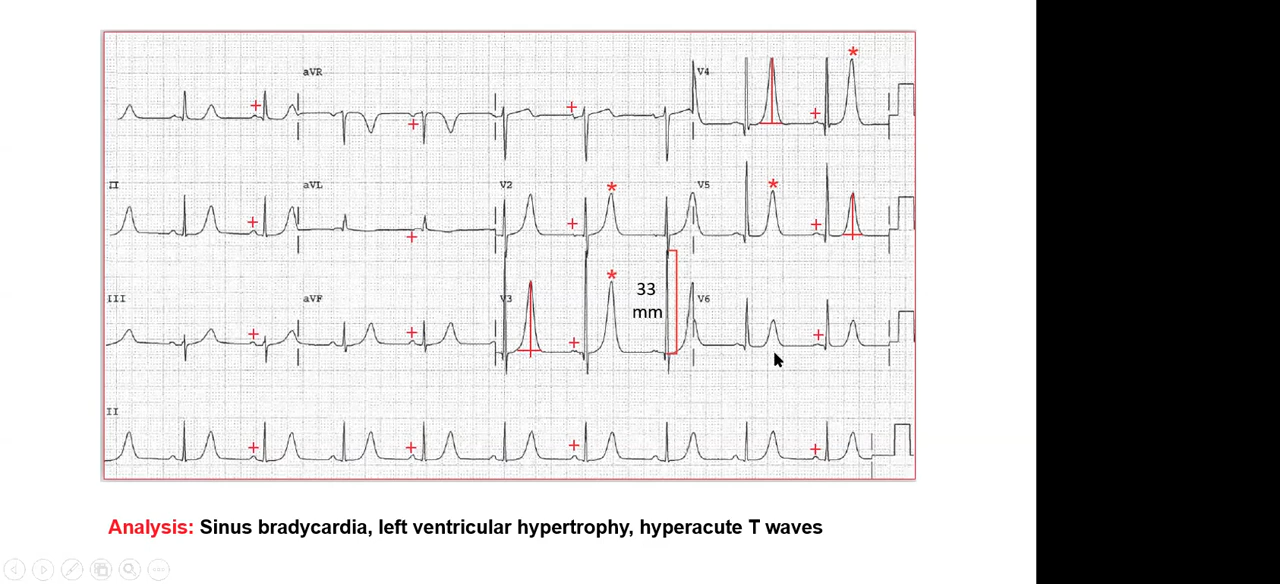 aVR
V4
II
aVL
V2
V5
33
mm
III
aVF
V3
V6
II
Analysis: Sinus bradycardia, left ventricular hypertrophy, hyperacute T waves